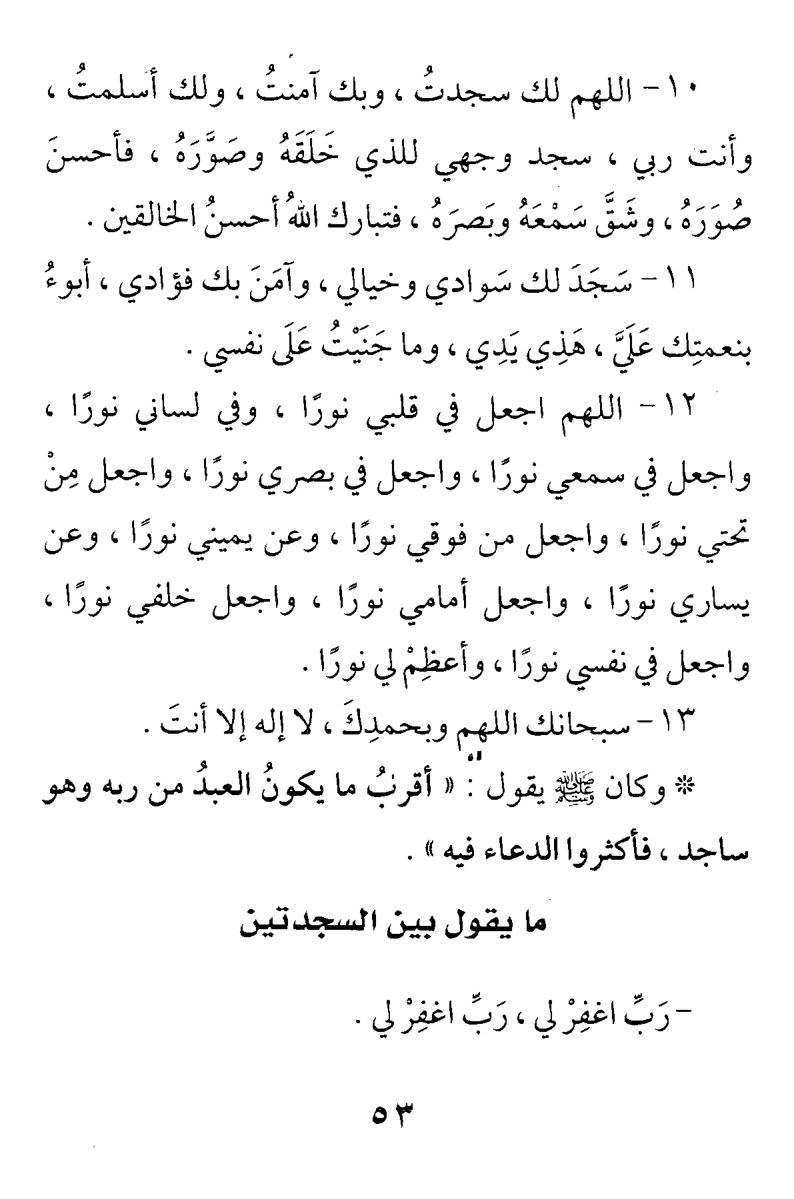 ١٠- اللهم لك سجدتُ ، وبك آمنتُ ، ولك أسلمتُ ،
وأنت ربي ، سجد وجهي للذي خَلَقَهُ وصَوَّرَهُ ، فأحسنَ
صُوَرَهُ ، وشَقَّ سَمْعَهُ وبَصرَهُ ، فتبارك اللهُ أحسنُ الخالقين .
١١- سَجَدَ لك سَوادي وخيالي ، وآمَنَ بك فؤادي ، أبوءُ
بنعمتِك عَلَيَّ ، هَذِي يَدِي ، وما جَنَيْتُ عَلَى نفسي .
١٢- اللهم اجعل في قلبي نورًا ، وفي لساني نورًا ،
واجعل في سمعي نورًا ، واجعل في بصري نورًا ، واجعل مِنْ
تحتي نورًا ، واجعل من فوقي نورًا ، وعن يميني نورًا ، وعن
يساري نورًا ، واجعل أمامي نورًا ، واجعل خلفي نورًا ،
واجعل في نفسي نورًا ، وأعظِمْ لي نورًا .
١٣- سبحانك اللهم وبحمدِكَ ، لا إله إلا أنتَ .
* وكان ﷺ يقول : « أقربُ ما يكونُ العبدُ من ربه وهو
ساجد ، فأكثروا الدعاء فيه » .
ما يقول بين السجدتين
- رَبِّ اغفِرْ لي ، رَبِّ اغفِرْ لي .
٥٣